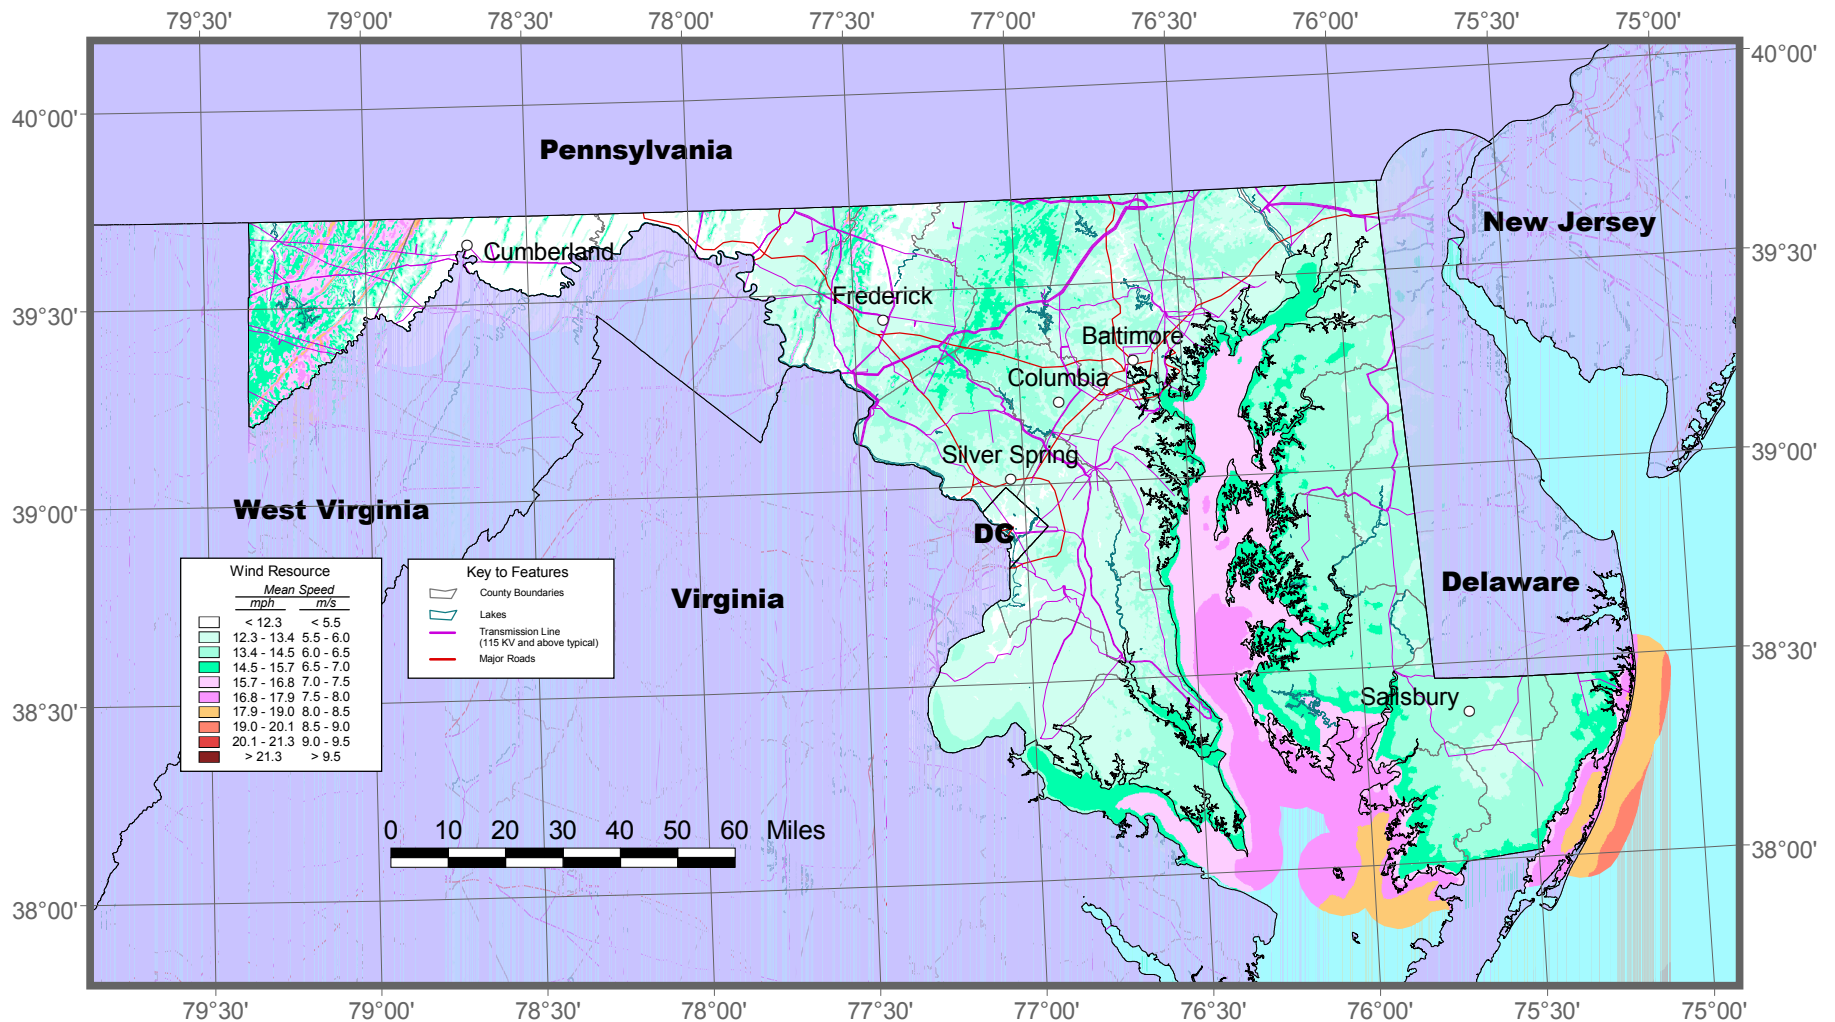 79°30' 79°00' 78°30' 78°00' 77°30' 77°00' 76°30' 76°00' 75°30' 75°00'
40°00'
40°00'
Pennsylvania
New Jersey
Cumberland
39°30'
Frederick
39°30'
Baltimore
Columbia
39°00'
Silver Spring
West Virginia
39°00'
DC
Delaware
Virginia
Wind Resource
Mean Speed
mph m/s
< 12.3 < 5.5
12.3 - 13.4 5.5 - 6.0
13.4 - 14.5 6.0 - 6.5
14.5 - 15.7 6.5 - 7.0
15.7 - 16.8 7.0 - 7.5
16.8 - 17.9 7.5 - 8.0
17.9 - 19.0 8.0 - 8.5
19.0 - 20.1 8.5 - 9.0
20.1 - 21.3 9.0 - 9.5
> 21.3 > 9.5
Key to Features
County Boundaries
Lakes
Transmission Line
(115 KV and above typical)
Major Roads
38°30'
Salisbury
38°30'
0 10 20 30 40 50 60 Miles
38°00'
38°00'
79°30' 79°00' 78°30' 78°00' 77°30' 77°00' 76°30' 76°00' 75°30' 75°00'